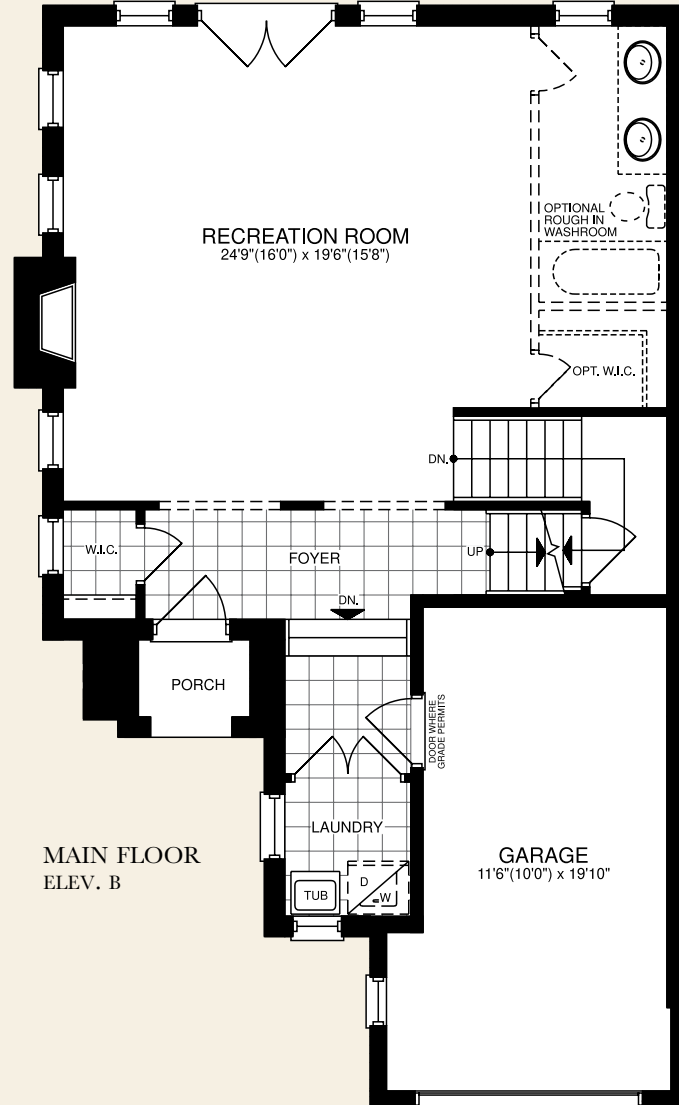 OPTIONAL
ROUGH IN
WASHROOM
RECREATION ROOM
24'9"(16'0") x 19'6"(15'8")
OPT. W.I.C.
DN.
W.I.C.
FOYER
UP
DN.
PORCH
DOOR WHERE
GRADE PERMITS
LAUNDRY
MAIN FLOOR
ELEV. B
GARAGE
11'6"(10'0") x 19'10"
D
W
TUB